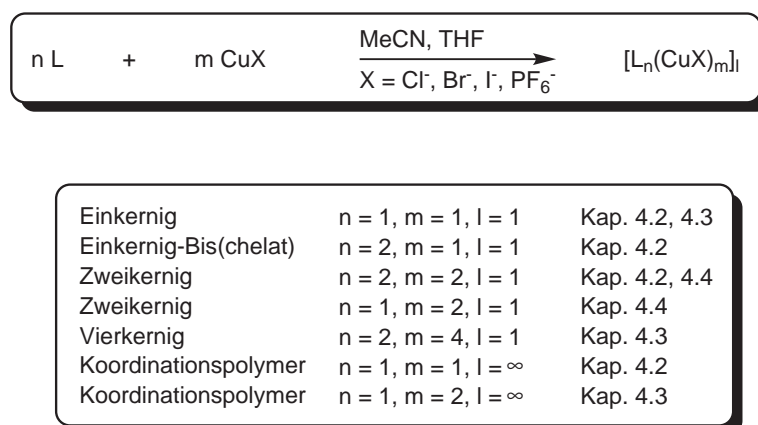 n L + m CuX MeCN, THF [Lₙ(CuX)ₘ]ₗ
X = Cl⁻, Br⁻, I⁻, PF₆⁻
Einkernig n = 1, m = 1, l = 1 Kap. 4.2, 4.3
Einkernig-Bis(chelat) n = 2, m = 1, l = 1 Kap. 4.2
Zweikernig n = 2, m = 2, l = 1 Kap. 4.2, 4.4
Zweikernig n = 1, m = 2, l = 1 Kap. 4.4
Vierkernig n = 2, m = 4, l = 1 Kap. 4.3
Koordinationspolymer n = 1, m = 1, l = ∞ Kap. 4.2
Koordinationspolymer n = 1, m = 2, l = ∞ Kap. 4.3